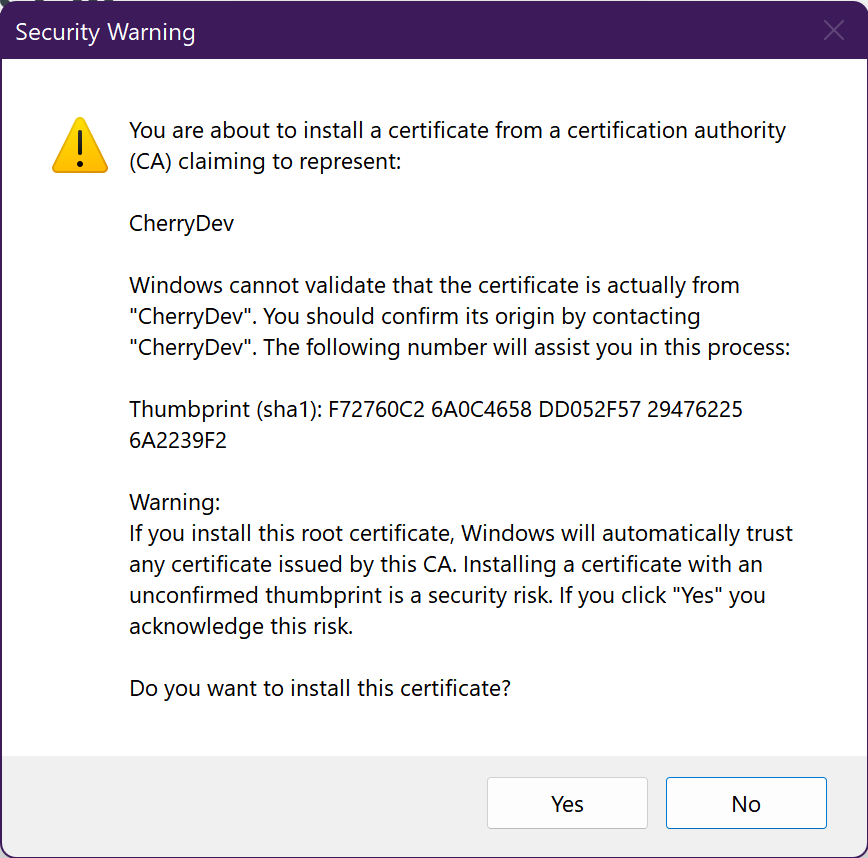 Security Warning
You are about to install a certificate from a certification authority
(CA) claiming to represent:
CherryDev
Windows cannot validate that the certificate is actually from
"CherryDev". You should confirm its origin by contacting
"CherryDev". The following number will assist you in this process:
Thumbprint (sha1): F72760C2 6A0C4658 DD052F57 29476225
6A2239F2
Warning:
If you install this root certificate, Windows will automatically trust
any certificate issued by this CA. Installing a certificate with an
unconfirmed thumbprint is a security risk. If you click "Yes" you
acknowledge this risk.
Do you want to install this certificate?
Yes
No